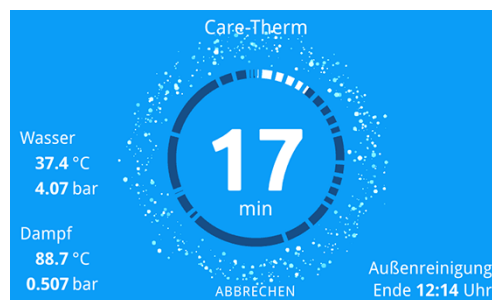 Care-Therm
17
min
Wasser
37.4 °C
4.07 bar
Dampf
88.7 °C
0.507 bar
ABBRECHEN
Außenreinigung
Ende 12:14 Uhr